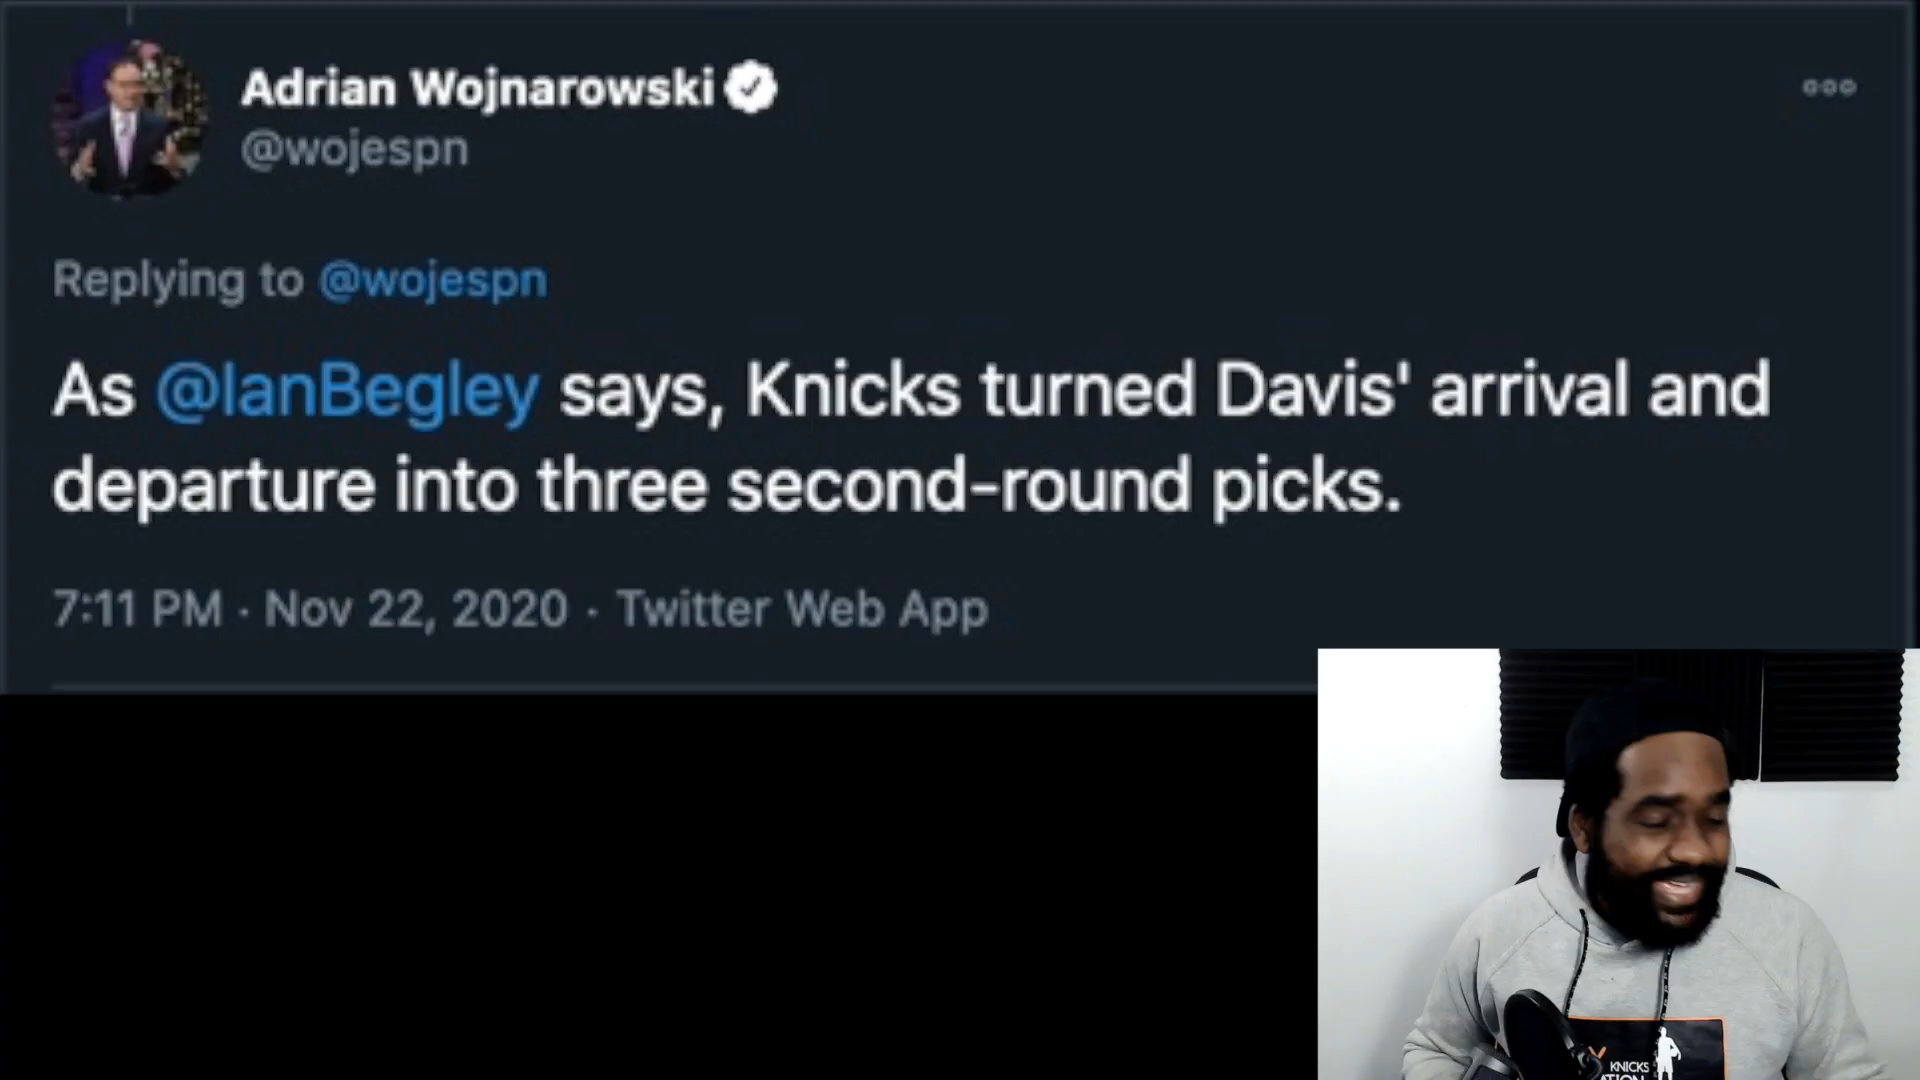 Adrian Wojnarowski
@wojespn
Replying to @wojespn
As @IanBegley says, Knicks turned Davis' arrival and
departure into three second-round picks.
7:11 PM · Nov 22, 2020 · Twitter Web App
KNICKS